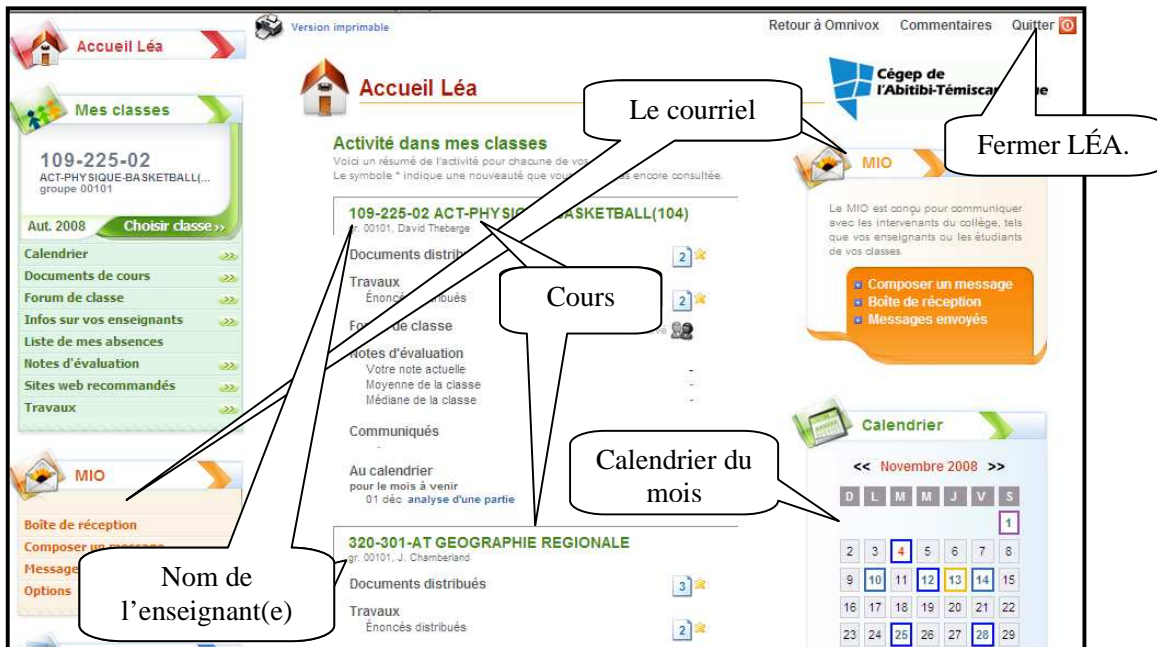 Accueil Léa
Version imprimable
Retour à Omnivox Commentaires Quitter
Mes classes
109-225-02
ACT-PHYSIQUE-BASKETBALL(...
groupe 00101
Aut. 2008 Choisir classe
Calendrier
Documents de cours
Forum de classe
Infos sur vos enseignants
Liste de mes absences
Notes d'évaluation
Sites web recommandés
Travaux
MIO
Boîte de réception
Composer un message
Options
Nom de
l'enseignant(e)
Accueil Léa
Activité dans mes classes
Voici un résumé de l'activité pour chacune de vos
Le symbole * indique une nouveauté que encore consultée.
109-225-02 ACT-PHYSIQUE-BASKETBALL(104)
gr. 00101, David Theberge
Documents 2
Travaux
Énoncés 2
de classe
Notes d'évaluation
Votre note actuelle -
Moyenne de la classe -
Médiane de la classe -
Communiqués
-
Au calendrier
pour le mois à venir
01 déc analyse d'une partie
320-301-AT GEOGRAPHIE REGIONALE
gr. 00101, J. Chamberland
Documents distribués 3
Travaux
Énoncés distribués 2
Le courriel
Cours
Calendrier du
mois
Cégep de
Fermer LÉA.
MIO
Le MIO est conçu pour communiquer
avec les intervenants du collège, tels
que vos enseignants ou les étudiants
de vos classes.
Composer un message
Boîte de réception
Messages envoyés
Calendrier
<< Novembre 2008 >>
D L M M J V S
1
2 3 4 5 6 7 8
9 10 11 12 13 14 15
16 17 18 19 20 21 22
23 24 25 26 27 28 29